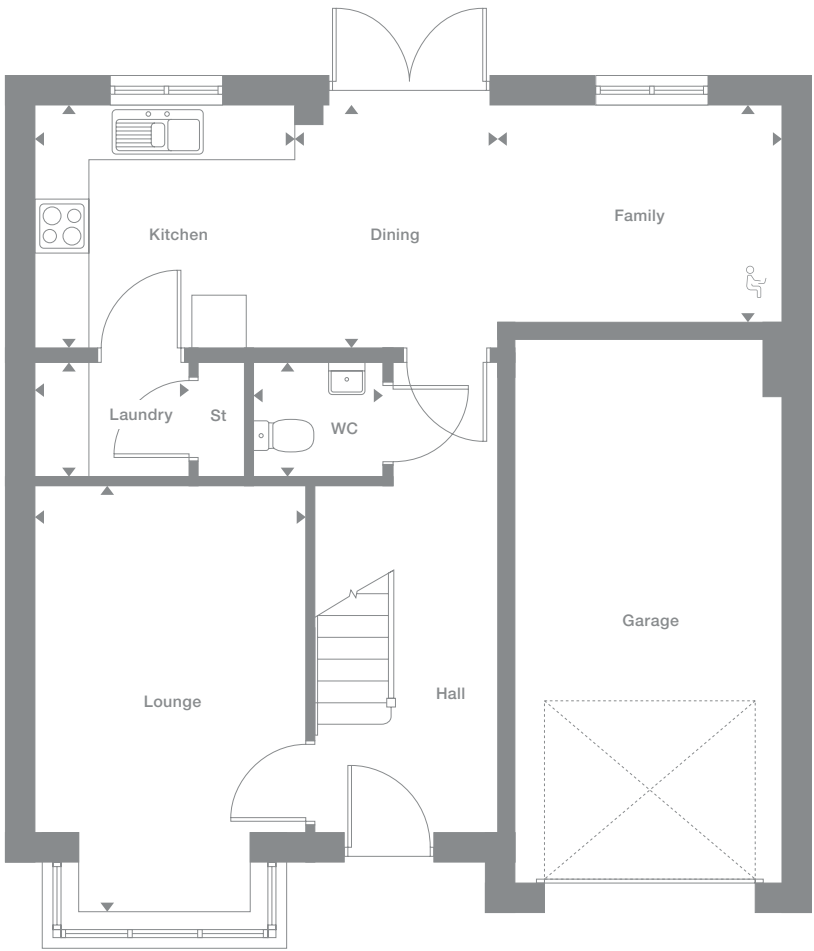 Family
Kitchen
Dining
Laundry
St
WC
Garage
Hall
Lounge